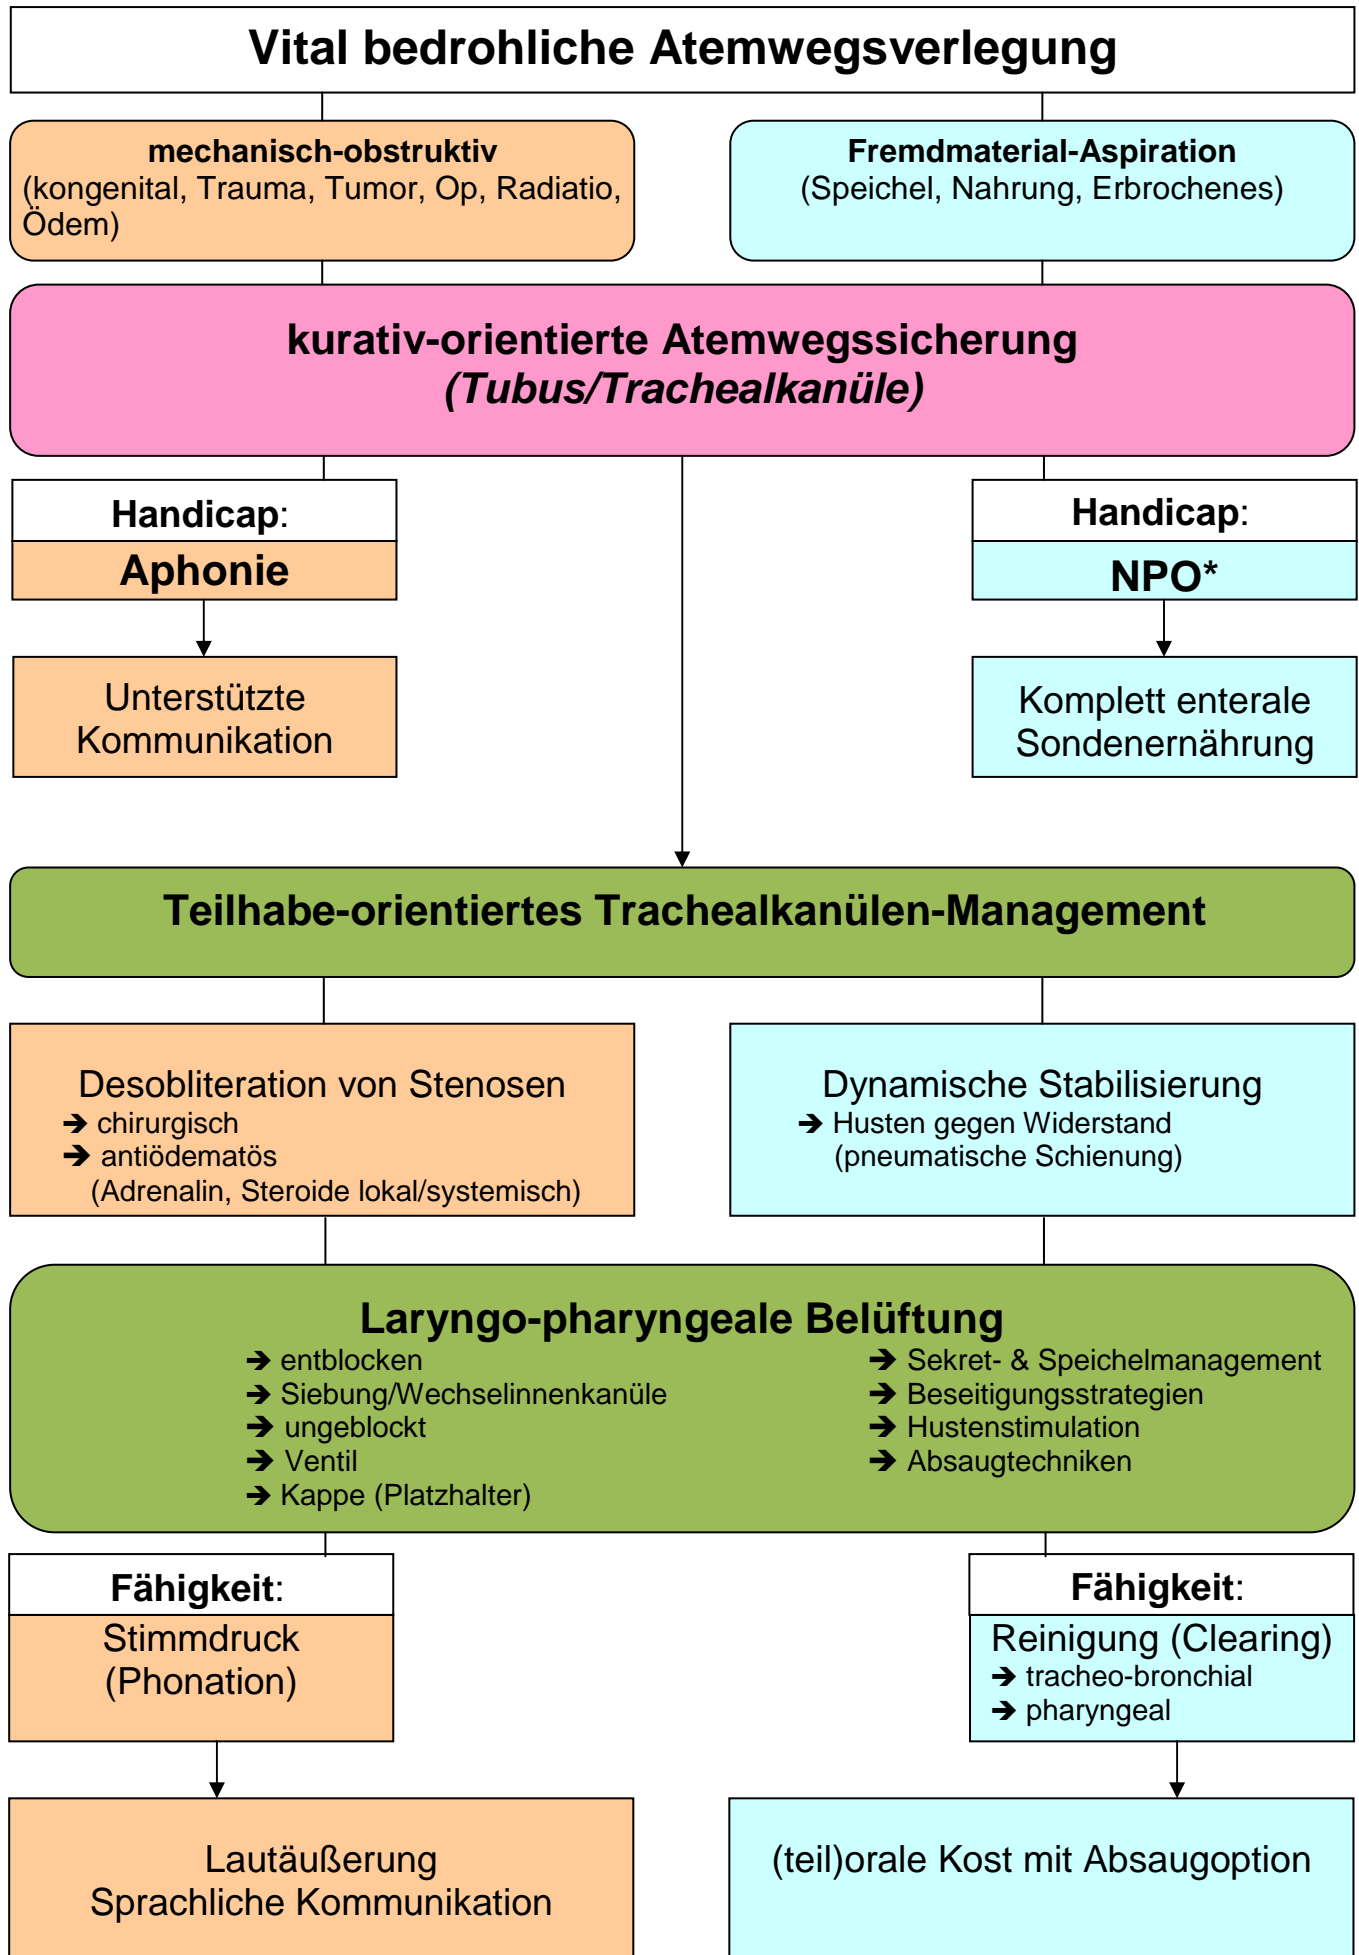 Vital bedrohliche Atemwegsverlegung
mechanisch-obstruktiv
(kongenital, Trauma, Tumor, Op, Radiatio,
Ödem)
Fremdmaterial-Aspiration
(Speichel, Nahrung, Erbrochenes)
kurativ-orientierte Atemwegssicherung
(Tubus/Trachealkanüle)
Handicap:
Aphonie
Unterstützte
Kommunikation
Handicap:
NPO*
Komplett enterale
Sondenernährung
Teilhabe-orientiertes Trachealkanülen-Management
Desobliteration von Stenosen
➔ chirurgisch
➔ antiödematös
(Adrenalin, Steroide lokal/systemisch)
Dynamische Stabilisierung
➔ Husten gegen Widerstand
(pneumatische Schienung)
Laryngo-pharyngeale Belüftung
➔ entblocken
➔ Siebung/Wechselinnenkanüle
➔ ungeblockt
➔ Ventil
➔ Kappe (Platzhalter)
➔ Sekret- & Speichelmanagement
➔ Beseitigungsstrategien
➔ Hustenstimulation
➔ Absaugtechniken
Fähigkeit:
Stimmdruck
(Phonation)
Lautäußerung
Sprachliche Kommunikation
Fähigkeit:
Reinigung (Clearing)
➔ tracheo-bronchial
➔ pharyngeal
(teil)orale Kost mit Absaugoption